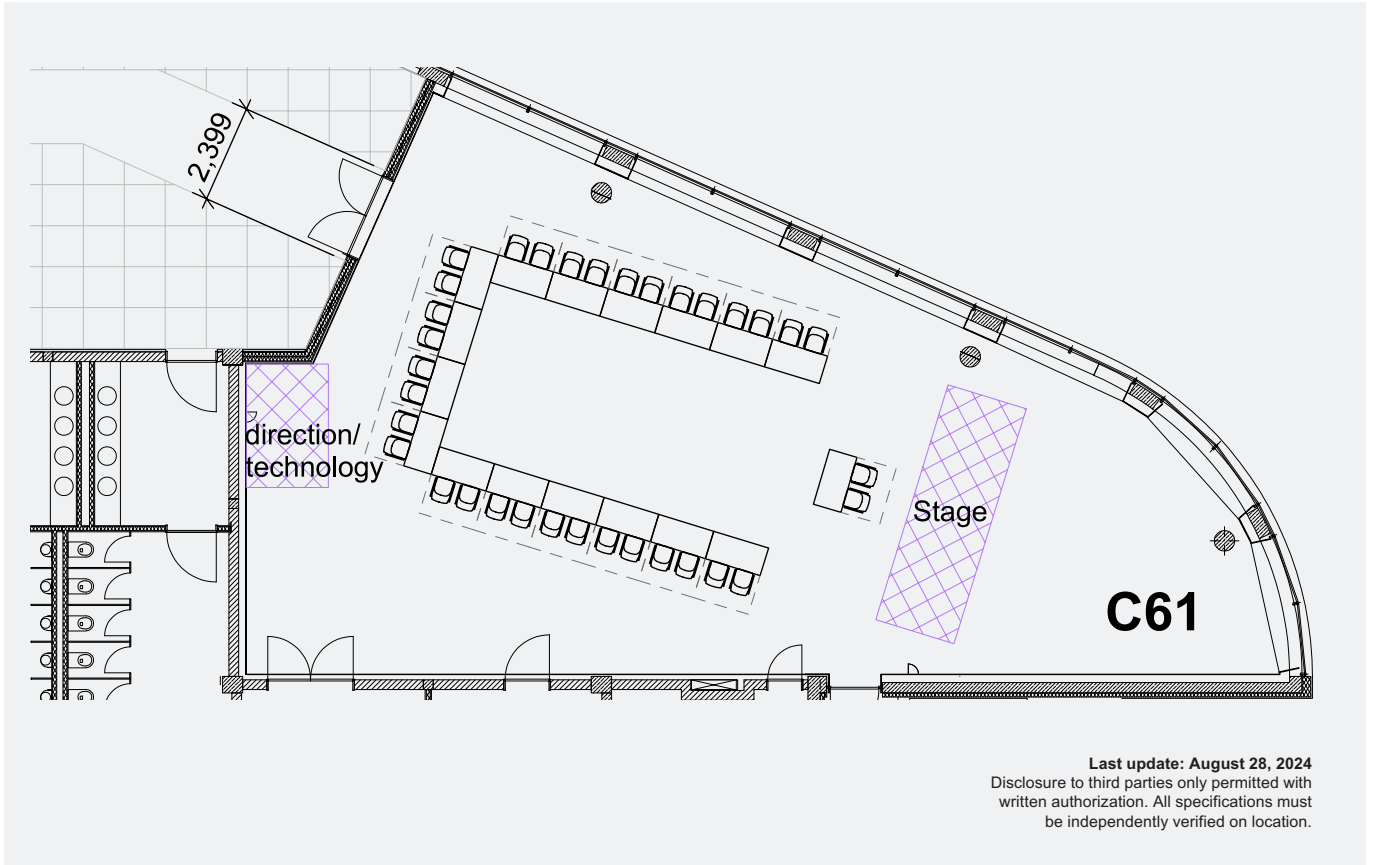 2,399
direction/
technology
Stage
C61
Last update: August 28, 2024
Disclosure to third parties only permitted with
written authorization. All specifications must
be independently verified on location.